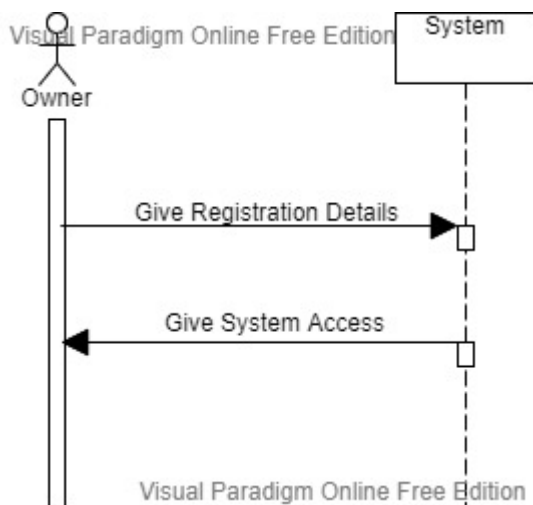 Visual Paradigm Online Free Edition
System
Owner
Give Registration Details
Give System Access
Visual Paradigm Online Free Edition